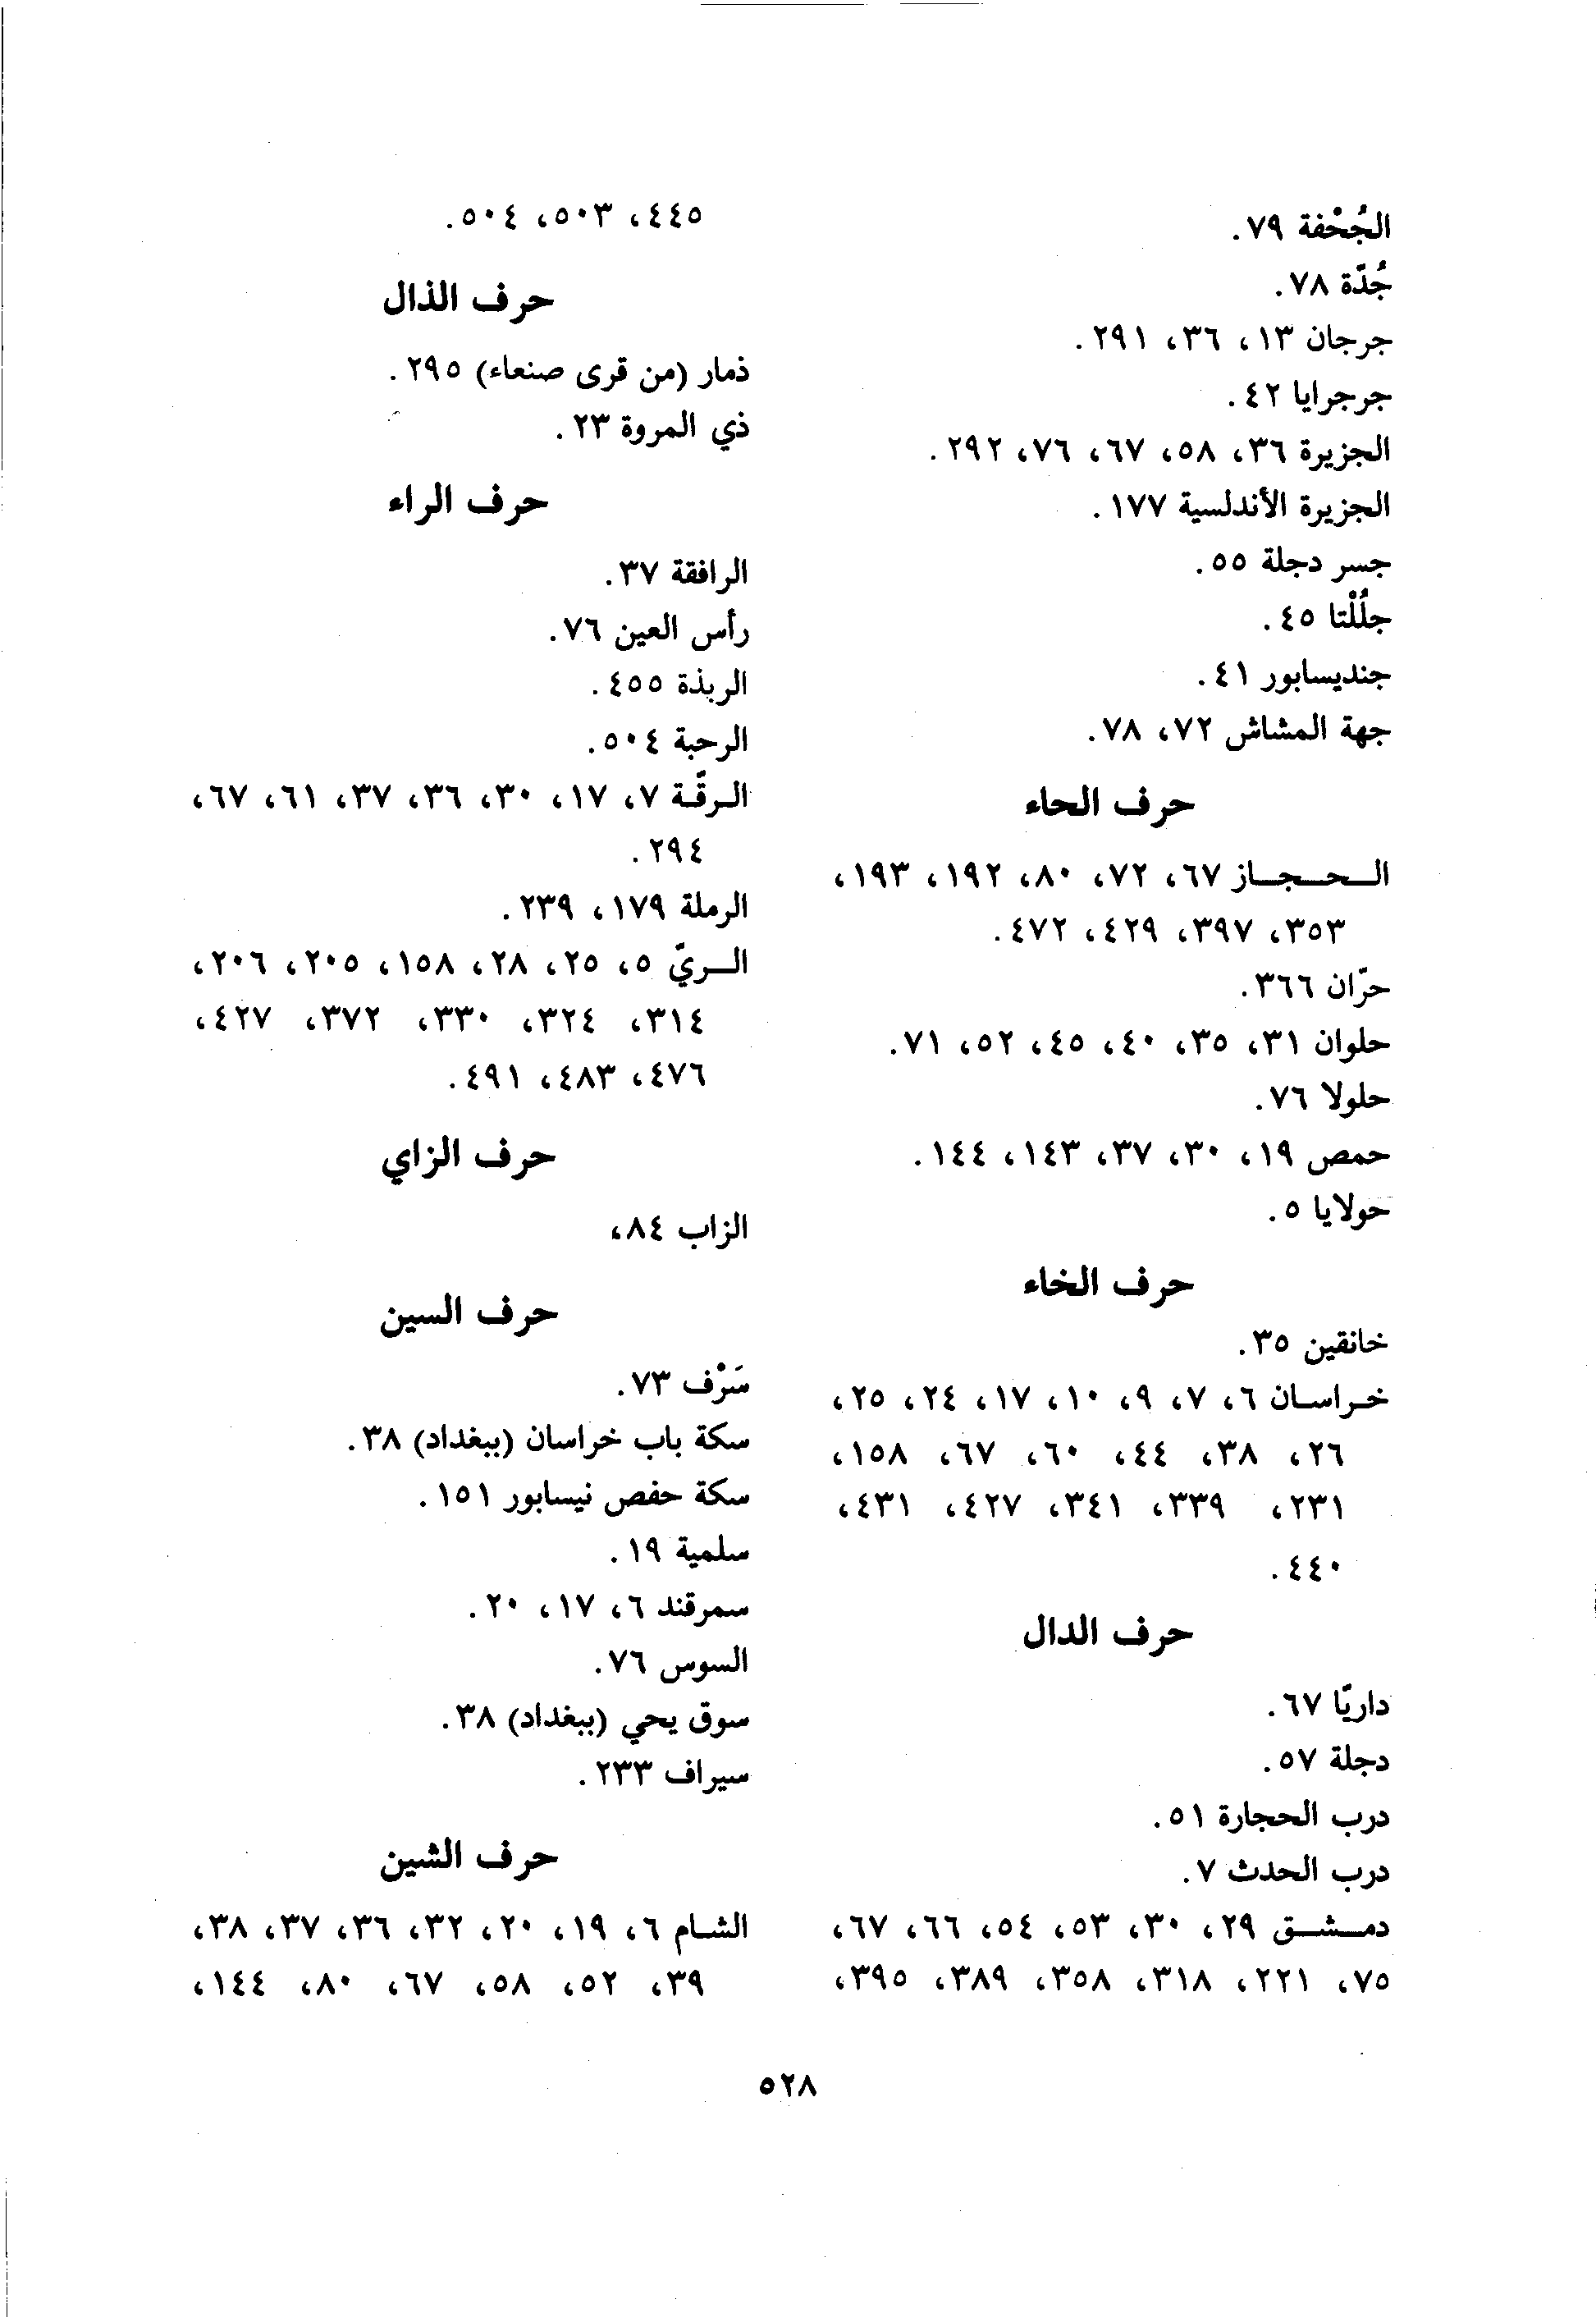 الجُحْفة ٧٩.
جُدّة ٧٨.
جرجان ١٣، ٣٦، ٢٩١.
جرجرايا ٤٢.
الجزيرة ٣٦، ٥٨، ٦٧، ٧٦، ٢٩٢.
الجزيرة الأندلسية ١٧٧.
جسر دجلة ٥٥.
جلُلْتا ٤٥.
جنديسابور ٤١.
جهة المشاش ٧٢، ٧٨.
حرف الحاء
الحجاز ٦٧، ٧٢، ٨٠، ١٩٢، ١٩٣،
٣٥٣، ٣٩٧، ٤٢٩، ٤٧٢.
حرّان ٣٦٦.
حلوان ٣١، ٣٥، ٤٠، ٤٥، ٥٢، ٧١.
حلولا ٧٦.
حمص ١٩، ٣٠، ٣٧، ١٤٣، ١٤٤.
حولايا ٥.
حرف الخاء
خانقين ٣٥.
خراسان ٦، ٧، ٩، ١٠، ١٧، ٢٤، ٢٥،
٢٦، ٣٨، ٤٤، ٦٠، ٦٧، ١٥٨،
٢٣١، ٣٣٩، ٣٤١، ٤٢٧، ٤٣١،
٤٤٠.
حرف الدال
داريّا ٦٧.
دجلة ٥٧.
درب الحجارة ٥١.
درب الحدث ٧.
دمشق ٢٩، ٣٠، ٥٣، ٥٤، ٦٦، ٦٧،
٧٥، ٢٢١، ٣١٨، ٣٥٨، ٣٨٩، ٣٩٥،
٤٤٥، ٥٠٣، ٥٠٤.
حرف الذال
ذمار (من قرى صنعاء) ٢٩٥.
ذي المروة ٢٣.
حرف الراء
الرافقة ٣٧.
رأس العين ٧٦.
الربذة ٤٥٥.
الرحبة ٥٠٤.
الرقّة ٧، ١٧، ٣٠، ٣٦، ٣٧، ٦١، ٦٧،
٢٩٤.
الرملة ١٧٩، ٢٣٩.
الريّ ٥، ٢٥، ٢٨، ١٥٨، ٢٠٥، ٢٠٦،
٣١٤، ٣٢٤، ٣٣٠، ٣٧٢، ٤٢٧،
٤٧٦، ٤٨٣، ٤٩١.
حرف الزاي
الزاب ٨٤،
حرف السين
سَرْف ٧٣.
سكة باب خراسان (ببغداد) ٣٨.
سكة حفص نيسابور ١٥١.
سلمية ١٩.
سمرقند ٦، ١٧، ٢٠.
السوس ٧٦.
سوق يحي (ببغداد) ٣٨.
سيراف ٢٣٣.
حرف الشين
الشام ٦، ١٩، ٢٠، ٣٢، ٣٦، ٣٧، ٣٨،
٣٩، ٥٢، ٥٨، ٦٧، ٨٠، ١٤٤،
٥٢٨